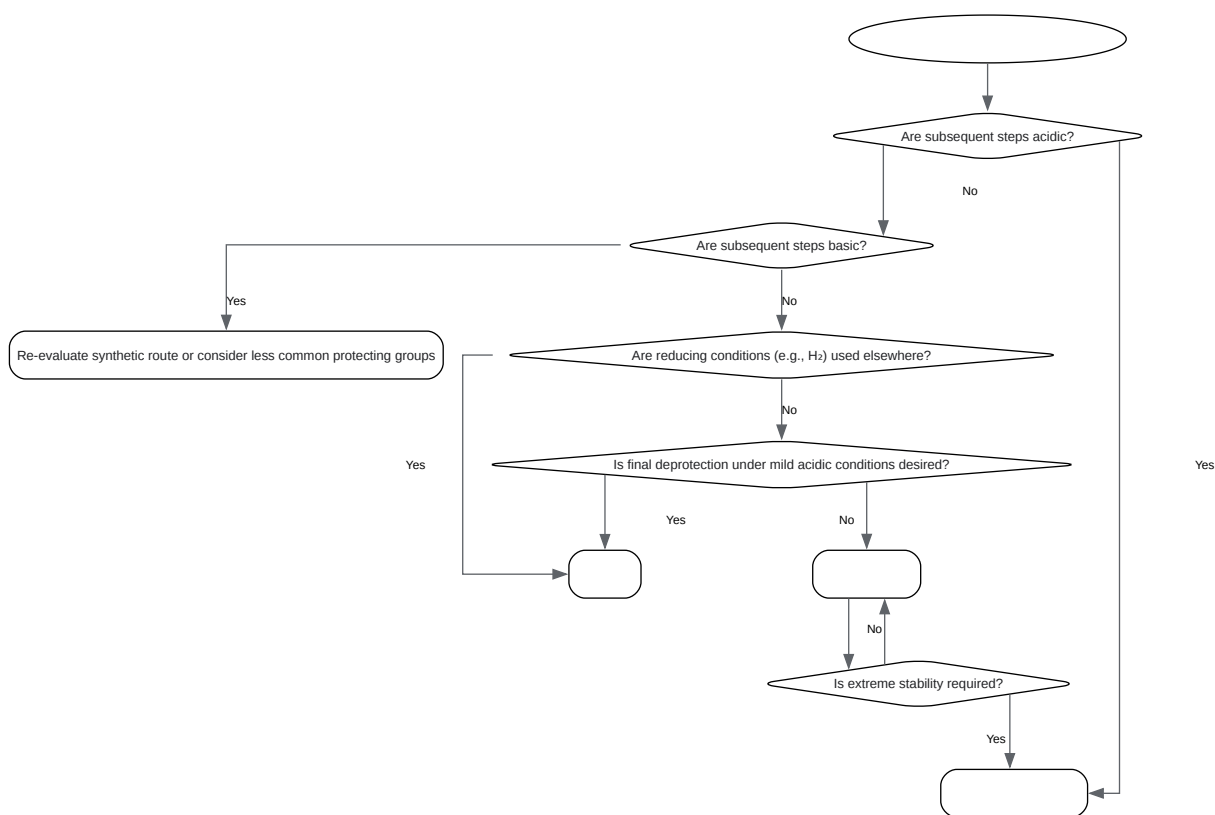 Are subsequent steps acidic?
No
Are subsequent steps basic?
Yes
No
Re-evaluate synthetic route or consider less common protecting groups
Are reducing conditions (e.g., H₂) used elsewhere?
No
Yes
Is final deprotection under mild acidic conditions desired?
Yes
Yes
No
No
Is extreme stability required?
Yes